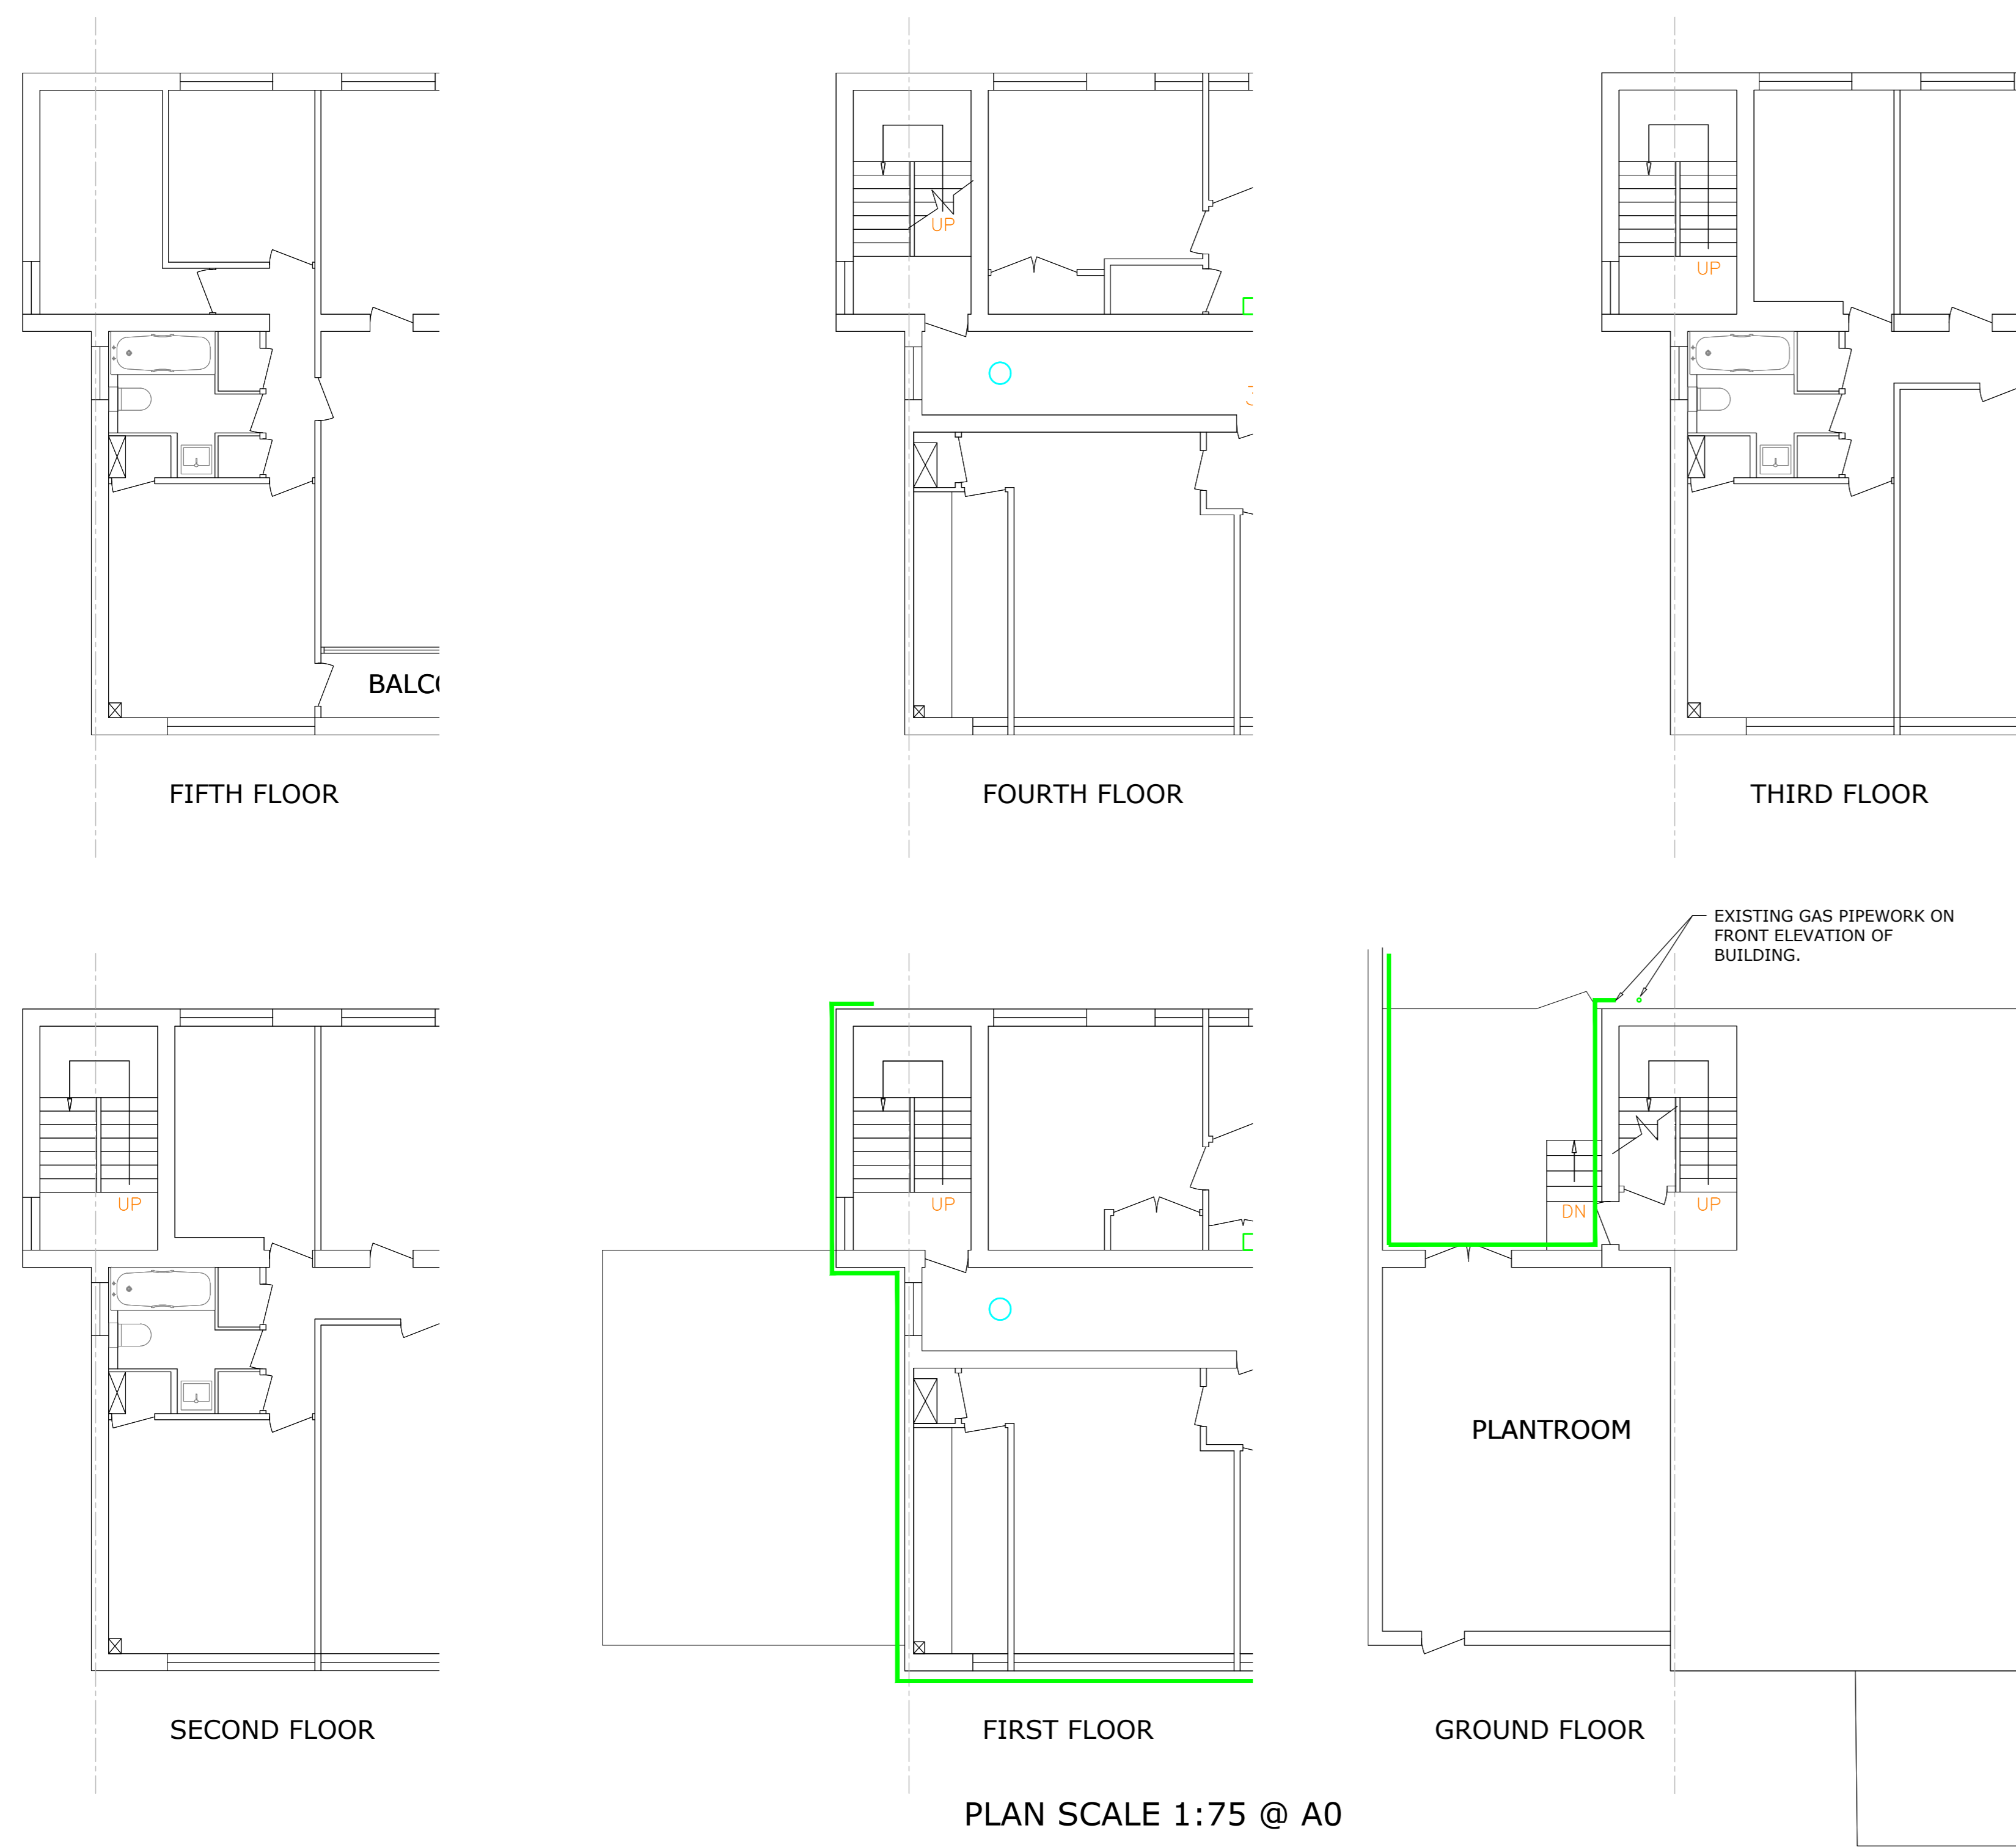 UP
UP
BALCO
FIFTH FLOOR
FOURTH FLOOR
THIRD FLOOR
EXISTING GAS PIPEWORK ON
FRONT ELEVATION OF
BUILDING.
UP
UP
DN
UP
PLANTROOM
SECOND FLOOR
FIRST FLOOR
GROUND FLOOR
PLAN SCALE 1:75 @ A0